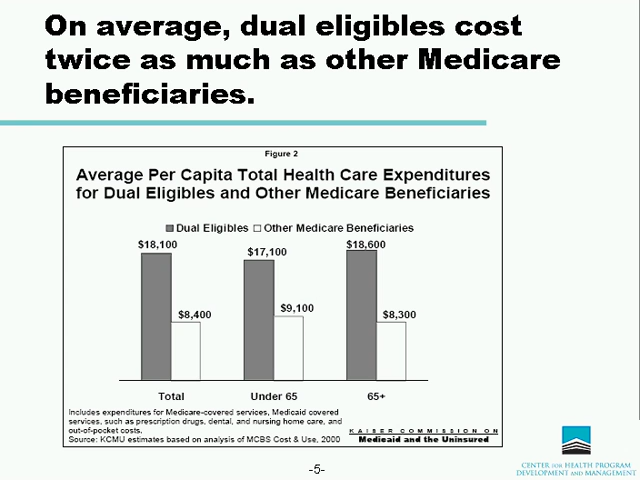 On average, dual eligibles cost
twice as much as other Medicare
beneficiaries.
Figure 2
Average Per Capita Total Health Care Expenditures
for Dual Eligibles and Other Medicare Beneficiaries
Dual Eligibles Other Medicare Beneficiaries
$18,100
$8,400
$17,100
$9,100
$18,600
$8,300
Total Under 65 65+
Includes expenditures for Medicare-covered services, Medicaid covered
services, such as prescription drugs, dental, and nursing home care, and
out-of-pocket costs.
Source: KCMU estimates based on analysis of MCBS Cost & Use, 2000
KAISER COMMISSION ON
Medicaid and the Uninsured
-5-
CENTER FOR HEALTH PROGRAM
DEVELOPMENT AND MANAGEMENT